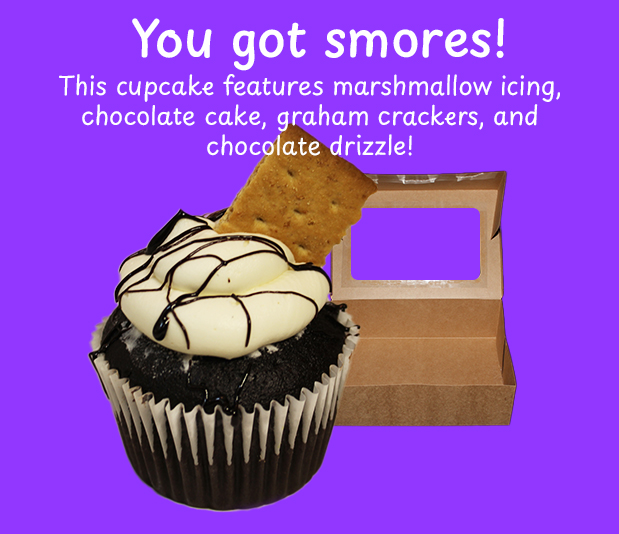 You got smores!
This cupcake features marshmallow icing,
chocolate cake, graham crackers, and
chocolate drizzle!